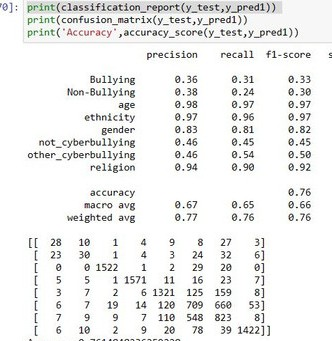 70]: print(classification_report(y_test,y_pred1))
print(confusion_matrix(y_test,y_pred1))
print('Accuracy',accuracy_score(y_test,y_pred1))
precision recall f1-score s
Bullying 0.36 0.31 0.33
Non-Bullying 0.38 0.24 0.30
age 0.98 0.97 0.97
ethnicity 0.97 0.96 0.97
gender 0.83 0.81 0.82
not_cyberbullying 0.46 0.45 0.45
other_cyberbullying 0.46 0.54 0.50
religion 0.94 0.90 0.92
accuracy 0.76
macro avg 0.67 0.65 0.66
weighted avg 0.77 0.76 0.76
[[ 28 10 1 4 9 8 27 3]
[ 23 30 1 4 3 24 32 6]
[ 0 0 1522 1 2 29 20 0]
[ 5 5 1 1571 11 16 23 7]
[ 3 7 2 6 1321 125 159 8]
[ 6 7 19 14 120 709 660 53]
[ 7 9 9 7 110 548 823 8]
[ 6 10 2 9 20 78 39 1422]]